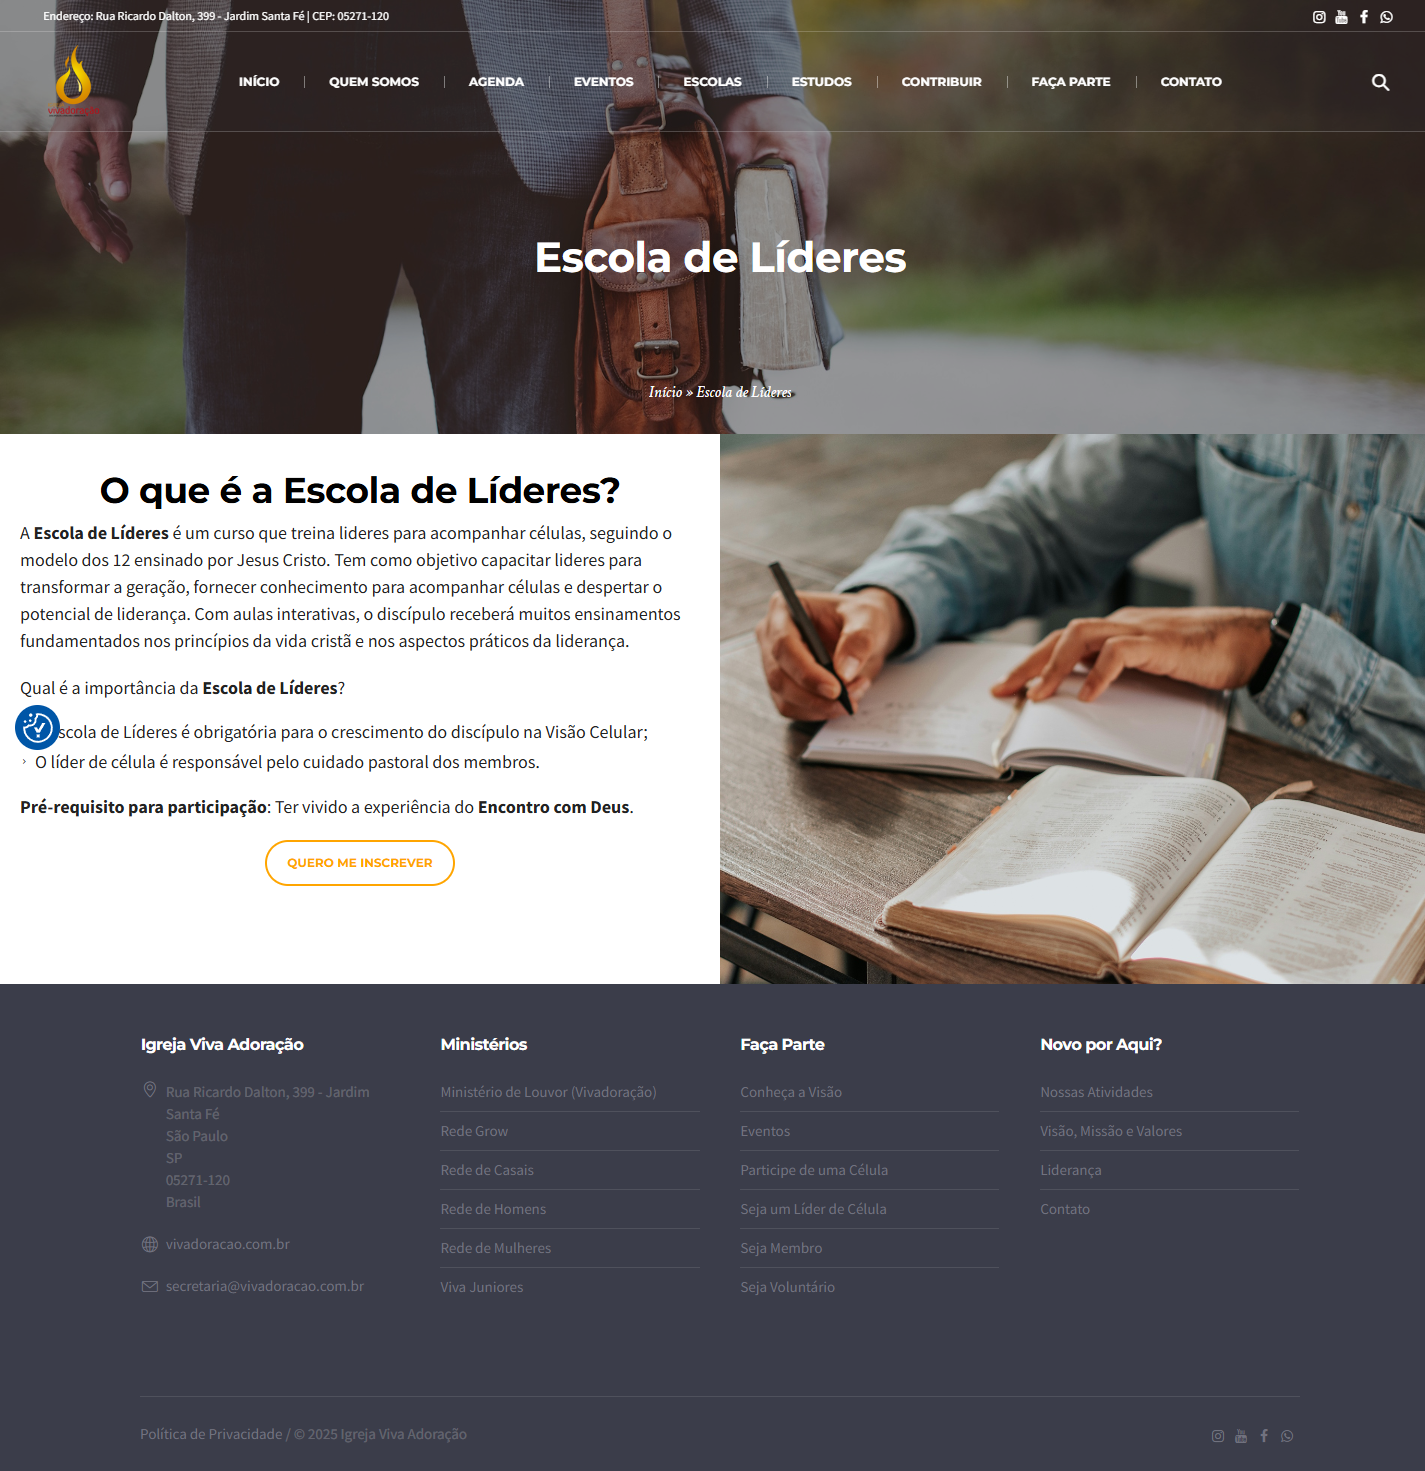 Endereço: Rua Ricardo Dalton, 399 - Jardim Santa Fé | CEP: 05271-120
vivadoração
INÍCIO
QUEM SOMOS
AGENDA
EVENTOS
ESCOLAS
ESTUDOS
CONTRIBUIR
FAÇA PARTE
CONTATO
Escola de Líderes
Início » Escola de Líderes
O que é a Escola de Líderes?
A Escola de Líderes é um curso que treina lideres para acompanhar células, seguindo o
modelo dos 12 ensinado por Jesus Cristo. Tem como objetivo capacitar lideres para
transformar a geração, fornecer conhecimento para acompanhar células e despertar o
potencial de liderança. Com aulas interativas, o discípulo receberá muitos ensinamentos
fundamentados nos princípios da vida cristã e nos aspectos práticos da liderança.
Qual é a importância da Escola de Líderes?
scola de Líderes é obrigatória para o crescimento do discípulo na Visão Celular;
O líder de célula é responsável pelo cuidado pastoral dos membros.
Pré-requisito para participação: Ter vivido a experiência do Encontro com Deus.
QUERO ME INSCREVER
Igreja Viva Adoração
Rua Ricardo Dalton, 399 - Jardim
Santa Fé
São Paulo
SP
05271-120
Brasil
vivadoracao.com.br
secretaria@vivadoracao.com.br
Ministérios
Ministério de Louvor (Vivadoração)
Rede Grow
Rede de Casais
Rede de Homens
Rede de Mulheres
Viva Juniores
Faça Parte
Conheça a Visão
Eventos
Participe de uma Célula
Seja um Líder de Célula
Seja Membro
Seja Voluntário
Novo por Aqui?
Nossas Atividades
Visão, Missão e Valores
Liderança
Contato
Política de Privacidade / © 2025 Igreja Viva Adoração